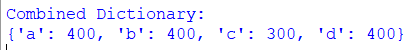 Combined Dictionary:
{'a': 400, 'b': 400, 'c': 300, 'd': 400}